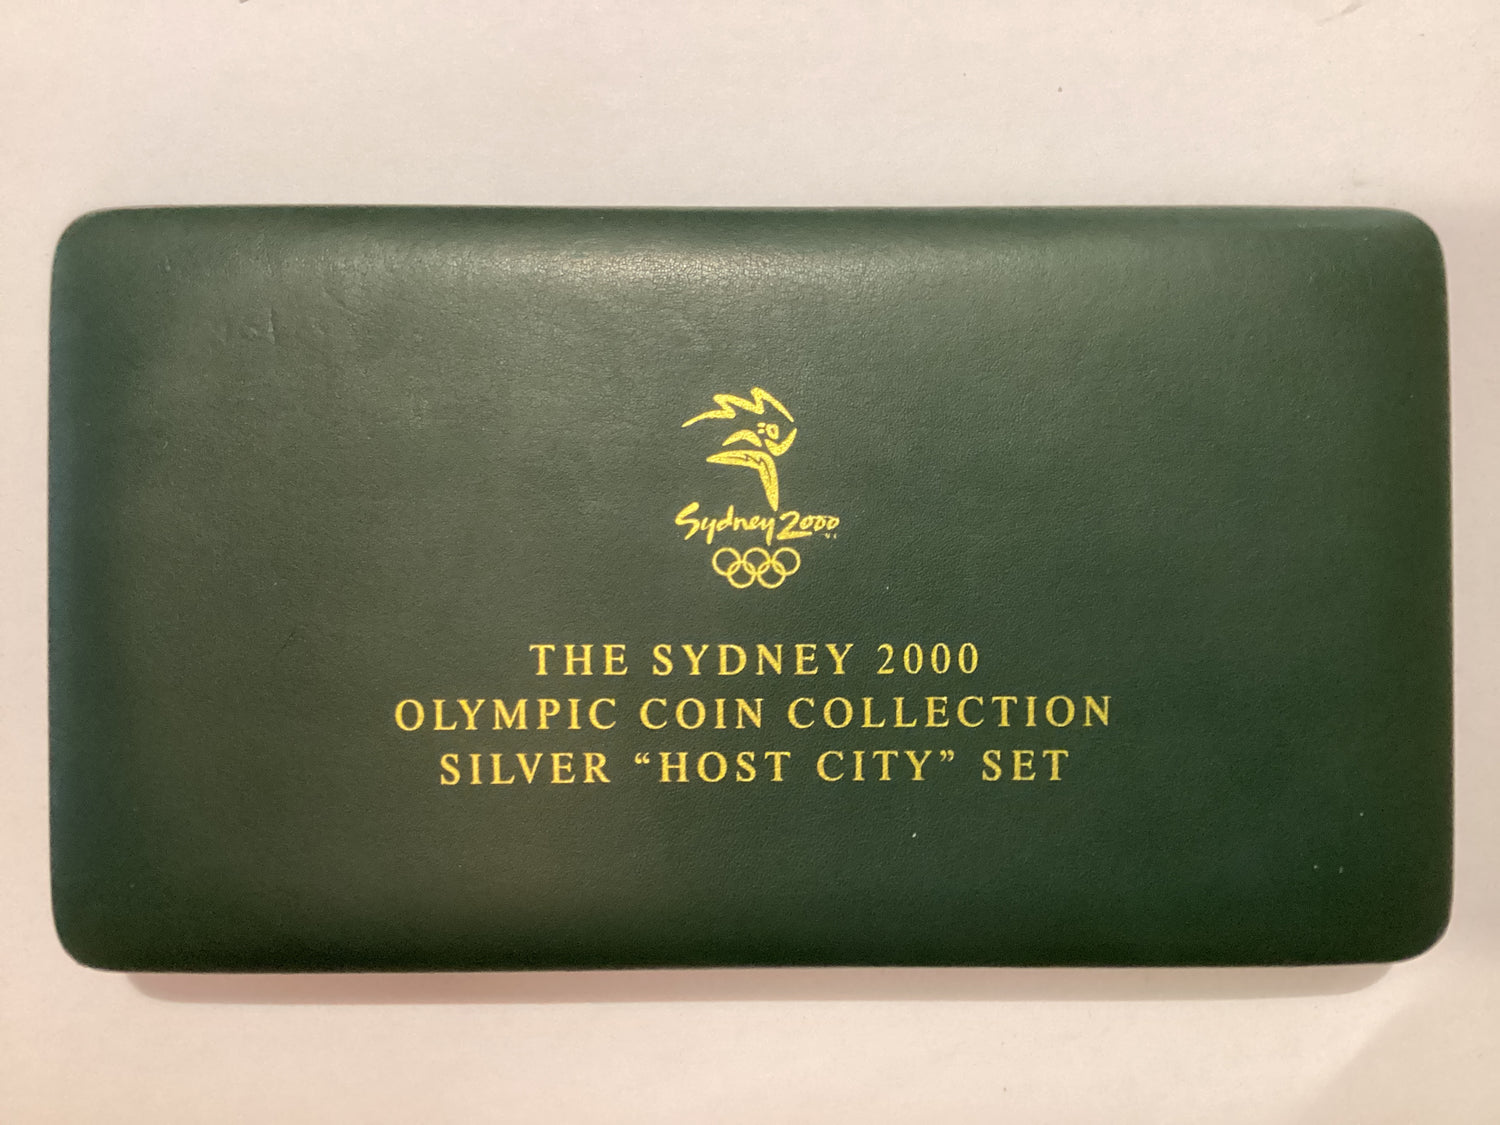 Sydney 2000
THE SYDNEY 2000
OLYMPIC COIN COLLECTION
SILVER “HOST CITY” SET